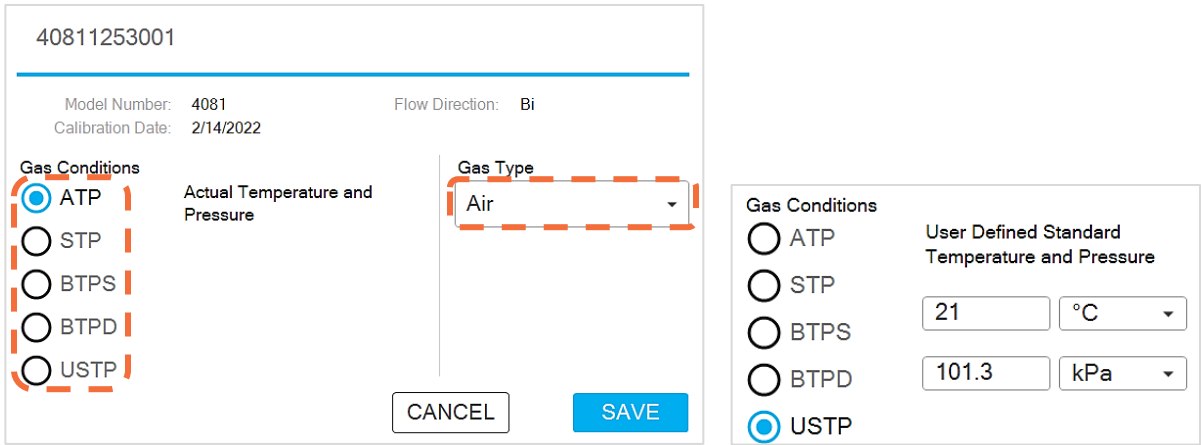 40811253001
Model Number: 4081 Flow Direction: Bi
Calibration Date: 2/14/2022
Gas Conditions
ATP
STP
BTPS
BTPD
USTP
Actual Temperature and
Pressure
Gas Type
Air
CANCEL SAVE
Gas Conditions
ATP
STP
BTPS
BTPD
USTP
User Defined Standard
Temperature and Pressure
21 °C
101.3 kPa